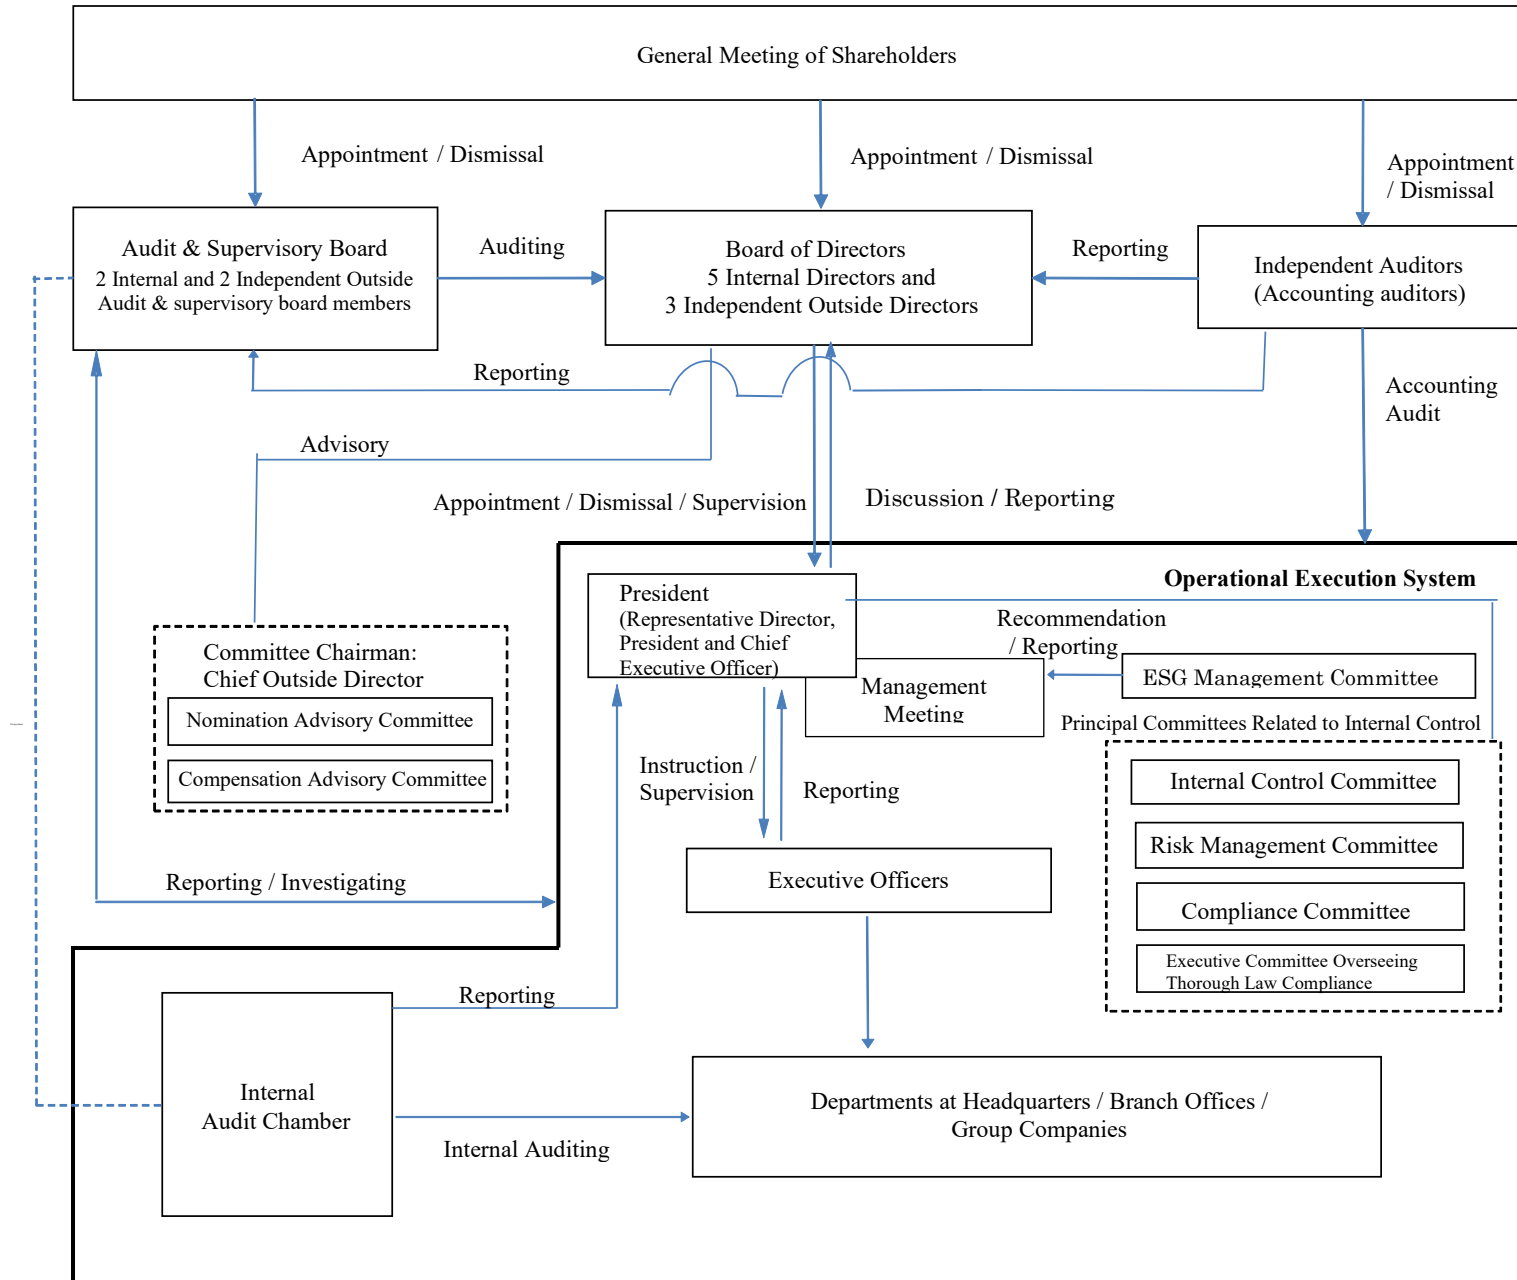 General Meeting of Shareholders
Appointment / Dismissal
Appointment / Dismissal
Appointment
/ Dismissal
Audit & Supervisory Board
2 Internal and 2 Independent Outside
Audit & supervisory board members
Auditing
Board of Directors
5 Internal Directors and
3 Independent Outside Directors
Reporting
Independent Auditors
(Accounting auditors)
Reporting
Accounting
Audit
Advisory
Appointment / Dismissal / Supervision
Discussion / Reporting
Operational Execution System
President
(Representative Director,
President and Chief
Executive Officer)
Recommendation
/ Reporting
Management
Meeting
ESG Management Committee
Committee Chairman:
Chief Outside Director
Nomination Advisory Committee
Compensation Advisory Committee
Principal Committees Related to Internal Control
Internal Control Committee
Risk Management Committee
Compliance Committee
Executive Committee Overseeing
Thorough Law Compliance
Instruction /
Supervision
Reporting
Executive Officers
Reporting / Investigating
Reporting
Internal
Audit Chamber
Internal Auditing
Departments at Headquarters / Branch Offices /
Group Companies